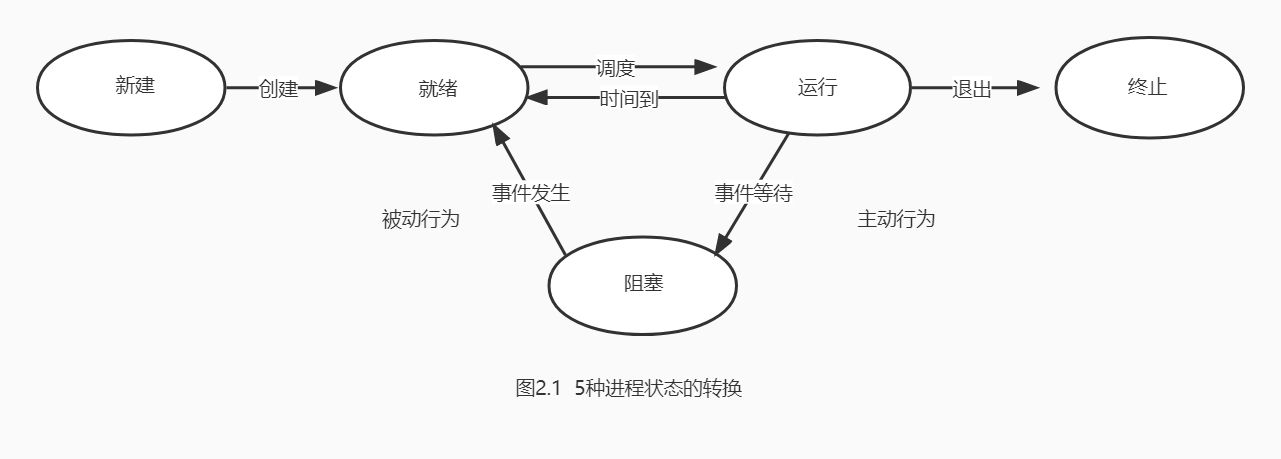 新建
创建
就绪
调度
时间到
运行
退出
终止
事件发生
事件等待
被动行为
主动行为
阻塞
图2.1 5种进程状态的转换